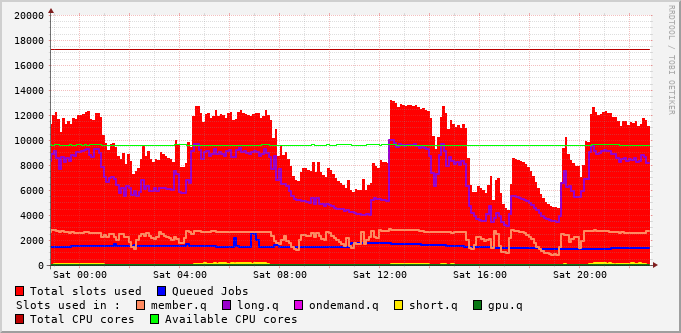 20000
18000
16000
14000
12000
10000
8000
6000
4000
2000
0
Sat 00:00 Sat 04:00 Sat 08:00 Sat 12:00 Sat 16:00 Sat 20:00
RRDTOOL / TOBI OETIKER
Total slots used Queued Jobs
Slots used in : member.q long.q ondemand.q short.q gpu.q
Total CPU cores Available CPU cores